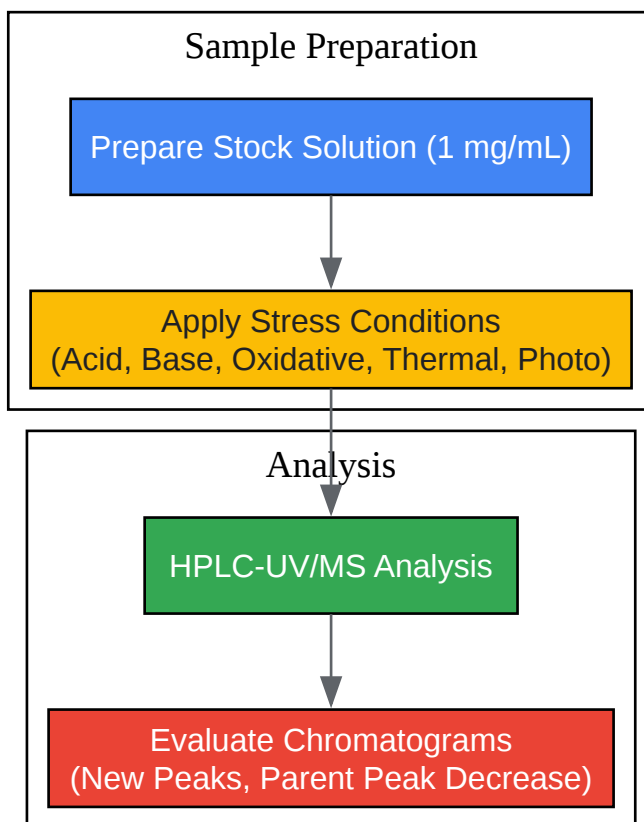 Sample Preparation
Prepare Stock Solution (1 mg/mL)
Apply Stress Conditions
(Acid, Base, Oxidative, Thermal, Photo)
Analysis
HPLC-UV/MS Analysis
Evaluate Chromatograms
(New Peaks, Parent Peak Decrease)